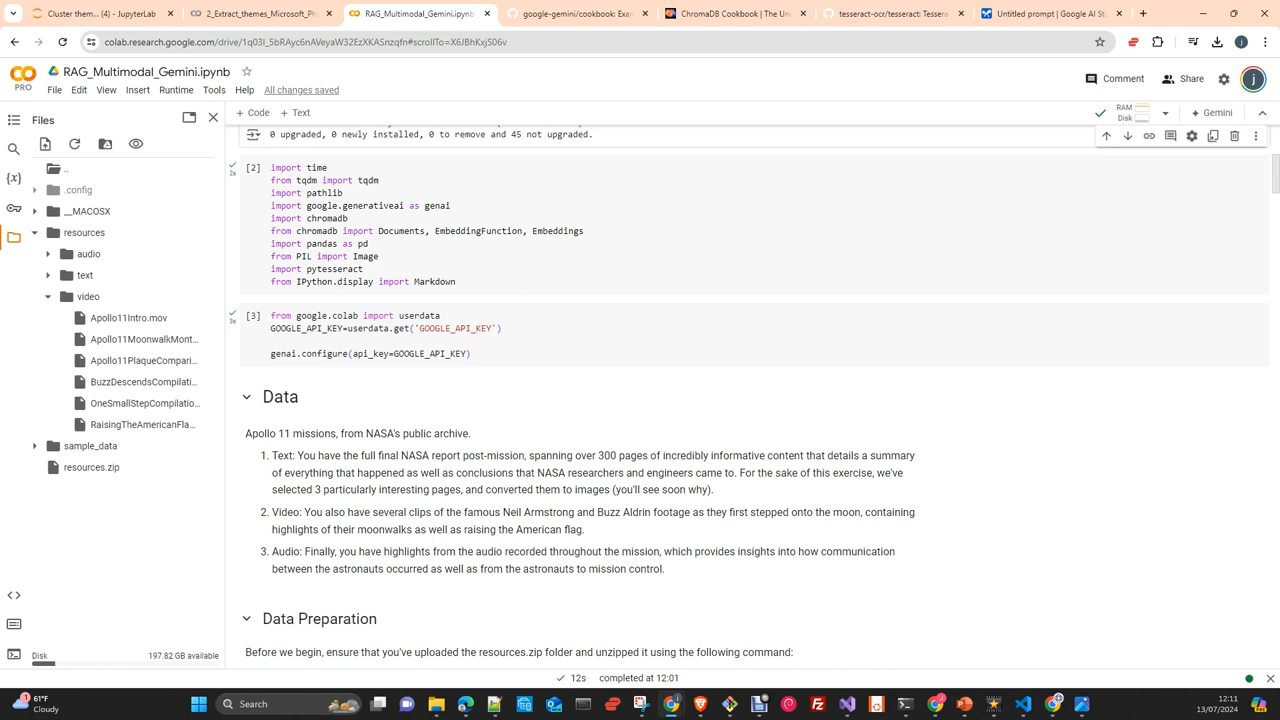 Cluster them... (4) - JupyterLab
2_Extract_themes_Microsoft_Ph
RAG_Multimodal_Gemini.ipynb
google-gemini/cookbook: Exam
ChromaDB Cookbook | The Unc
tesseract-ocr/tesseract: Tessera
Untitled prompt | Google AI St
colab.research.google.com/drive/1q03I_5bRAyc6nAVeyaW32EzXKASnzqfn#scrollTo=X6JBhKxjS06v
j
CO
PRO
RAG_Multimodal_Gemini.ipynb
File Edit View Insert Runtime Tools Help All changes saved
Comment
Share
j
Files
+ Code + Text
RAM
Disk
Gemini
0 upgraded, 0 newly installed, 0 to remove and 45 not upgraded.
..
.config
__MACOSX
resources
audio
text
video
Apollo11Intro.mov
Apollo11MoonwalkMont...
Apollo11PlaqueCompari...
BuzzDescendsCompilati...
OneSmallStepCompilatio...
RaisingTheAmericanFla...
sample_data
resources.zip
Disk
197.82 GB available
[2]
2s
import time
from tqdm import tqdm
import pathlib
import google.generativeai as genai
import chromadb
from chromadb import Documents, EmbeddingFunction, Embeddings
import pandas as pd
from PIL import Image
import pytesseract
from IPython.display import Markdown
[3]
3s
from google.colab import userdata
GOOGLE_API_KEY=userdata.get('GOOGLE_API_KEY')
genai.configure(api_key=GOOGLE_API_KEY)
Data
Apollo 11 missions, from NASA's public archive.
1. Text: You have the full final NASA report post-mission, spanning over 300 pages of incredibly informative content that details a summary
of everything that happened as well as conclusions that NASA researchers and engineers came to. For the sake of this exercise, we've
selected 3 particularly interesting pages, and converted them to images (you'll see soon why).
2. Video: You also have several clips of the famous Neil Armstrong and Buzz Aldrin footage as they first stepped onto the moon, containing
highlights of their moonwalks as well as raising the American flag.
3. Audio: Finally, you have highlights from the audio recorded throughout the mission, which provides insights into how communication
between the astronauts occurred as well as from the astronauts to mission control.
Data Preparation
Before we begin, ensure that you've uploaded the resources.zip folder and unzipped it using the following command:
12s completed at 12:01
61°F
Cloudy
Search
12:11
13/07/2024